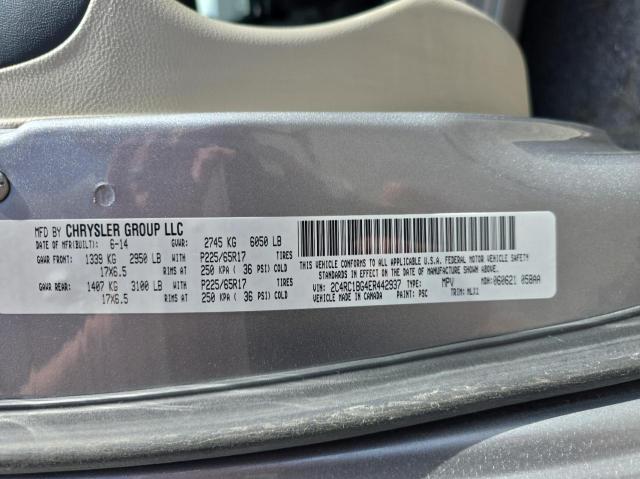 MFD BY CHRYSLER GROUP LLC
DATE OF MFR(BUILT): 6-14 GVWR: 2745 KG 6050 LB
GAWR FRONT: 1339 KG 2950 LB WITH P225/65R17 TIRES
17X6.5 RIMS AT 250 KPA ( 36 PSI) COLD
GAWR REAR: 1407 KG 3100 LB WITH P225/65R17 TIRES
17X6.5 RIMS AT 250 KPA ( 36 PSI) COLD
THIS VEHICLE CONFORMS TO ALL APPLICABLE U.S.A. FEDERAL MOTOR VEHICLE SAFETY
STANDARDS IN EFFECT ON THE DATE OF MANUFACTURE SHOWN ABOVE.
VIN: 2C4RC1BG4ER442937 TYPE: MPV MDH: 060621 058AA
VEHICLE MADE IN CANADA PAINT: PSC TRIM: